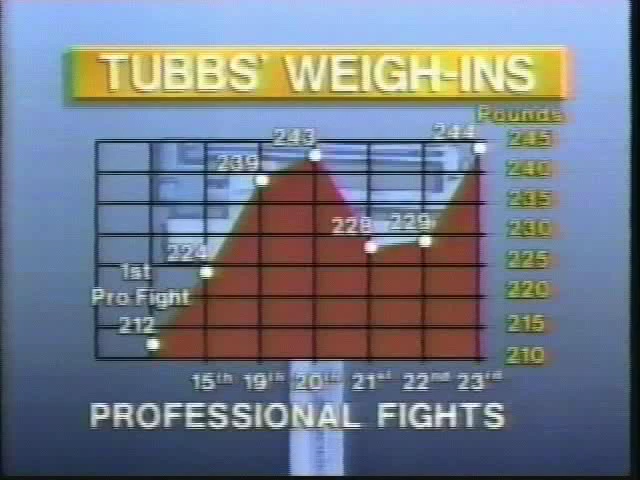 TUBBS' WEIGH-INS
Pounds
243 244 245
239 240
235
228 229 230
224 225
1st
Pro Fight 220
212 215
210
15th 19th 20th 21st 22nd 23rd
PROFESSIONAL FIGHTS